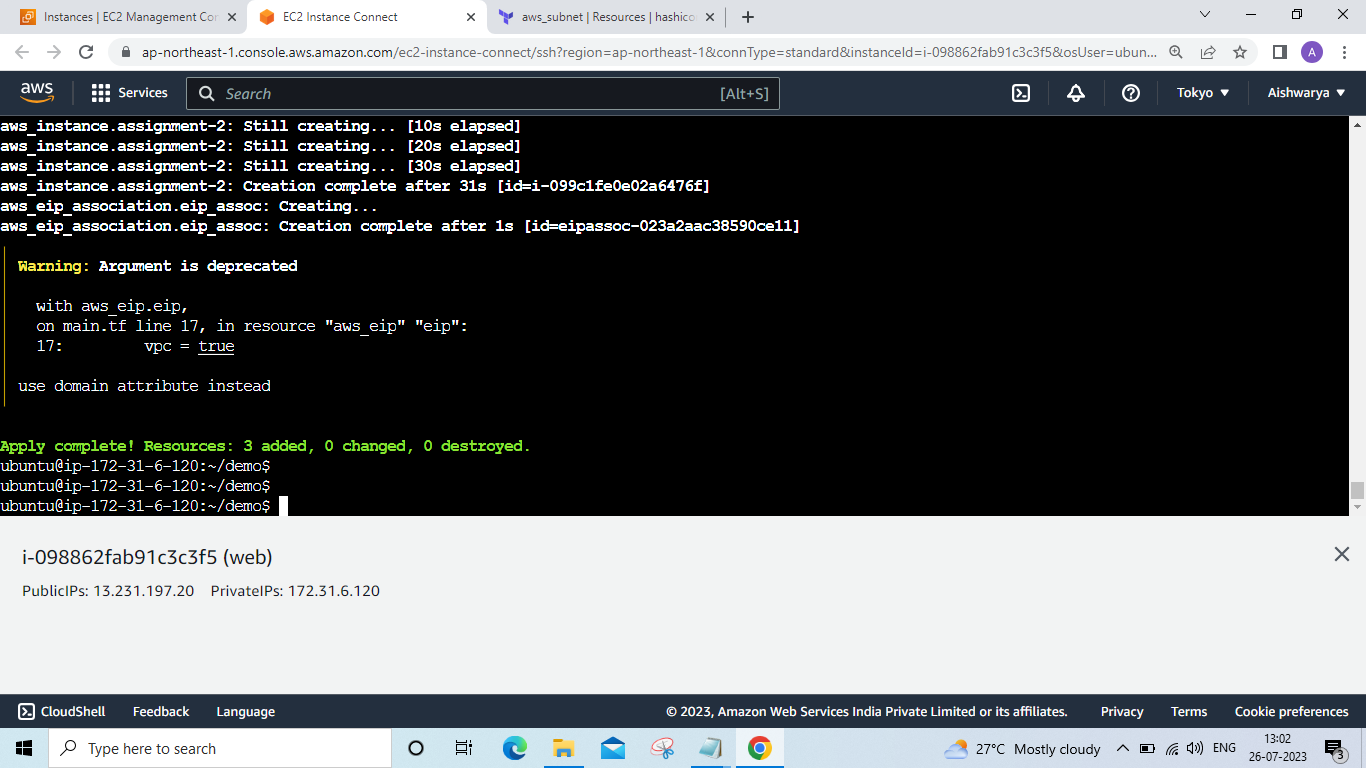 Instances | EC2 Management Con
EC2 Instance Connect
aws_subnet | Resources | hashico
ap-northeast-1.console.aws.amazon.com/ec2-instance-connect/ssh?region=ap-northeast-1&connType=standard&instanceId=i-098862fab91c3c3f5&osUser=ubun...
A
aws
Services
Search
[Alt+S]
Tokyo
Aishwarya
aws_instance.assignment-2: Still creating... [10s elapsed]
aws_instance.assignment-2: Still creating... [20s elapsed]
aws_instance.assignment-2: Still creating... [30s elapsed]
aws_instance.assignment-2: Creation complete after 31s [id=i-099c1fe0e02a6476f]
aws_eip_association.eip_assoc: Creating...
aws_eip_association.eip_assoc: Creation complete after 1s [id=eipassoc-023a2aac38590ce11]
Warning: Argument is deprecated
with aws_eip.eip,
on main.tf line 17, in resource "aws_eip" "eip":
17: vpc = true
use domain attribute instead
Apply complete! Resources: 3 added, 0 changed, 0 destroyed.
ubuntu@ip-172-31-6-120:~/demo$
ubuntu@ip-172-31-6-120:~/demo$
ubuntu@ip-172-31-6-120:~/demo$
i-098862fab91c3c3f5 (web)
PublicIPs: 13.231.197.20 PrivateIPs: 172.31.6.120
CloudShell
Feedback
Language
© 2023, Amazon Web Services India Private Limited or its affiliates.
Privacy
Terms
Cookie preferences
Type here to search
27°C Mostly cloudy
ENG
13:02
26-07-2023
3